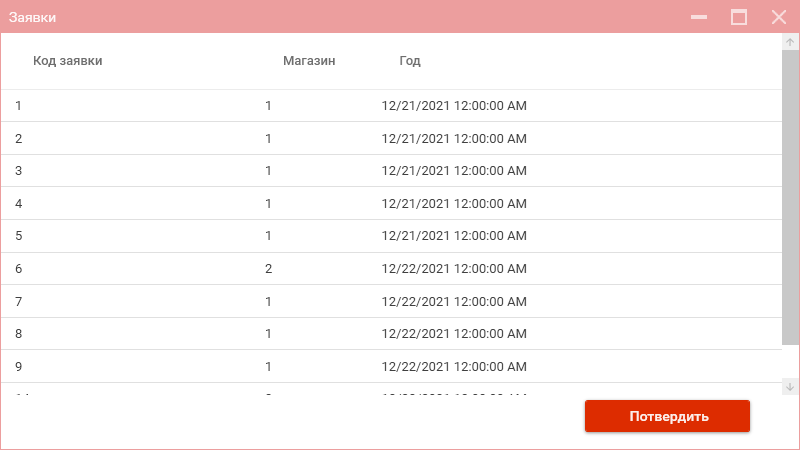 Заявки
Код заявки Магазин Год
1 1 12/21/2021 12:00:00 AM
2 1 12/21/2021 12:00:00 AM
3 1 12/21/2021 12:00:00 AM
4 1 12/21/2021 12:00:00 AM
5 1 12/21/2021 12:00:00 AM
6 2 12/22/2021 12:00:00 AM
7 1 12/22/2021 12:00:00 AM
8 1 12/22/2021 12:00:00 AM
9 1 12/22/2021 12:00:00 AM
Потвердить